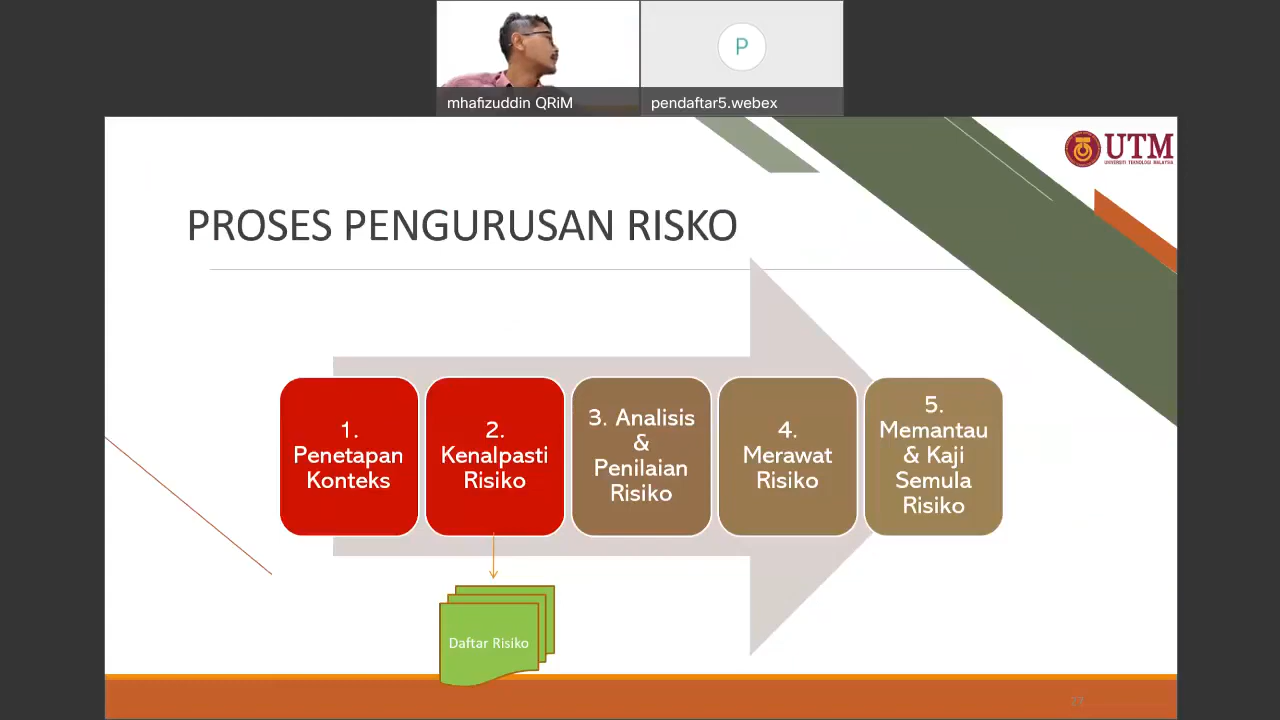 mhafizuddin QRiM
P
pendaftar5.webex
UTM
UNIVERSITI TEKNOLOGI MALAYSIA
PROSES PENGURUSAN RISKO
1.
Penetapan
Konteks
2.
Kenalpasti
Risiko
3. Analisis
&
Penilaian
Risiko
4.
Merawat
Risiko
5.
Memantau
& Kaji
Semula
Risiko
Daftar Risiko
27